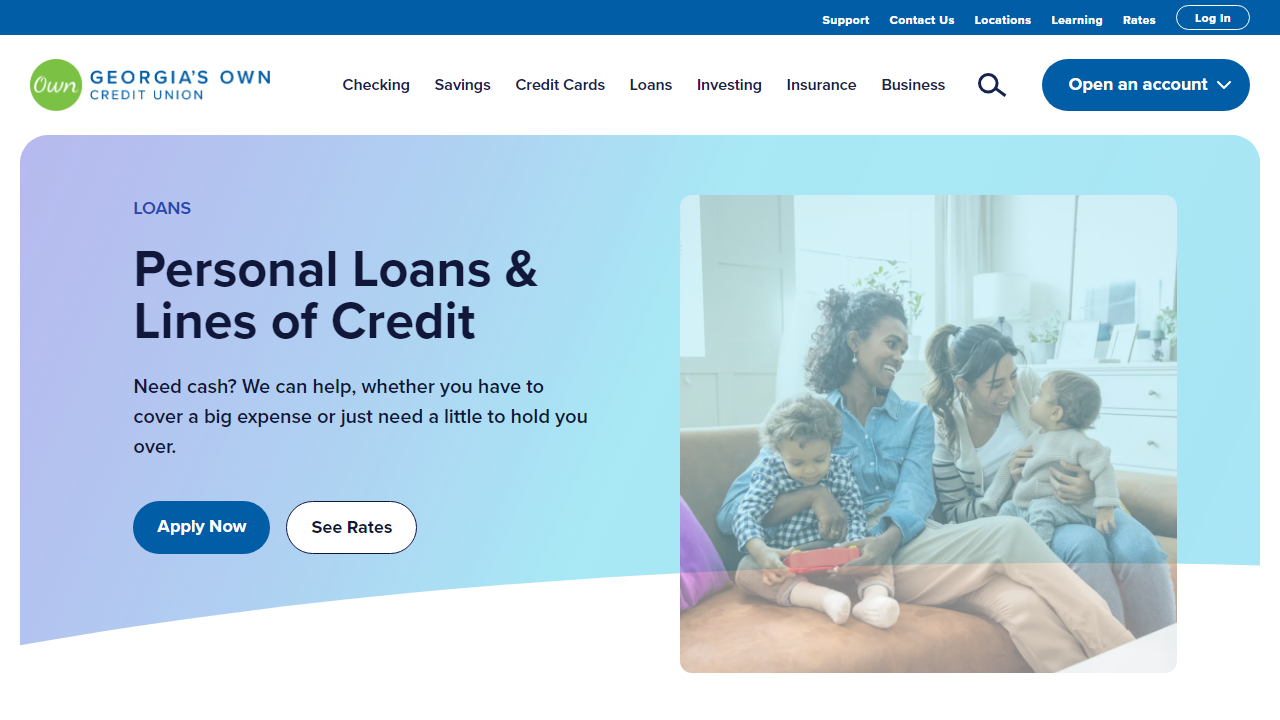 Support Contact Us Locations Learning Rates Log In
Own GEORGIA'S OWN
CREDIT UNION
Checking Savings Credit Cards Loans Investing Insurance Business Open an account
LOANS
Personal Loans &
Lines of Credit
Need cash? We can help, whether you have to
cover a big expense or just need a little to hold you
over.
Apply Now See Rates